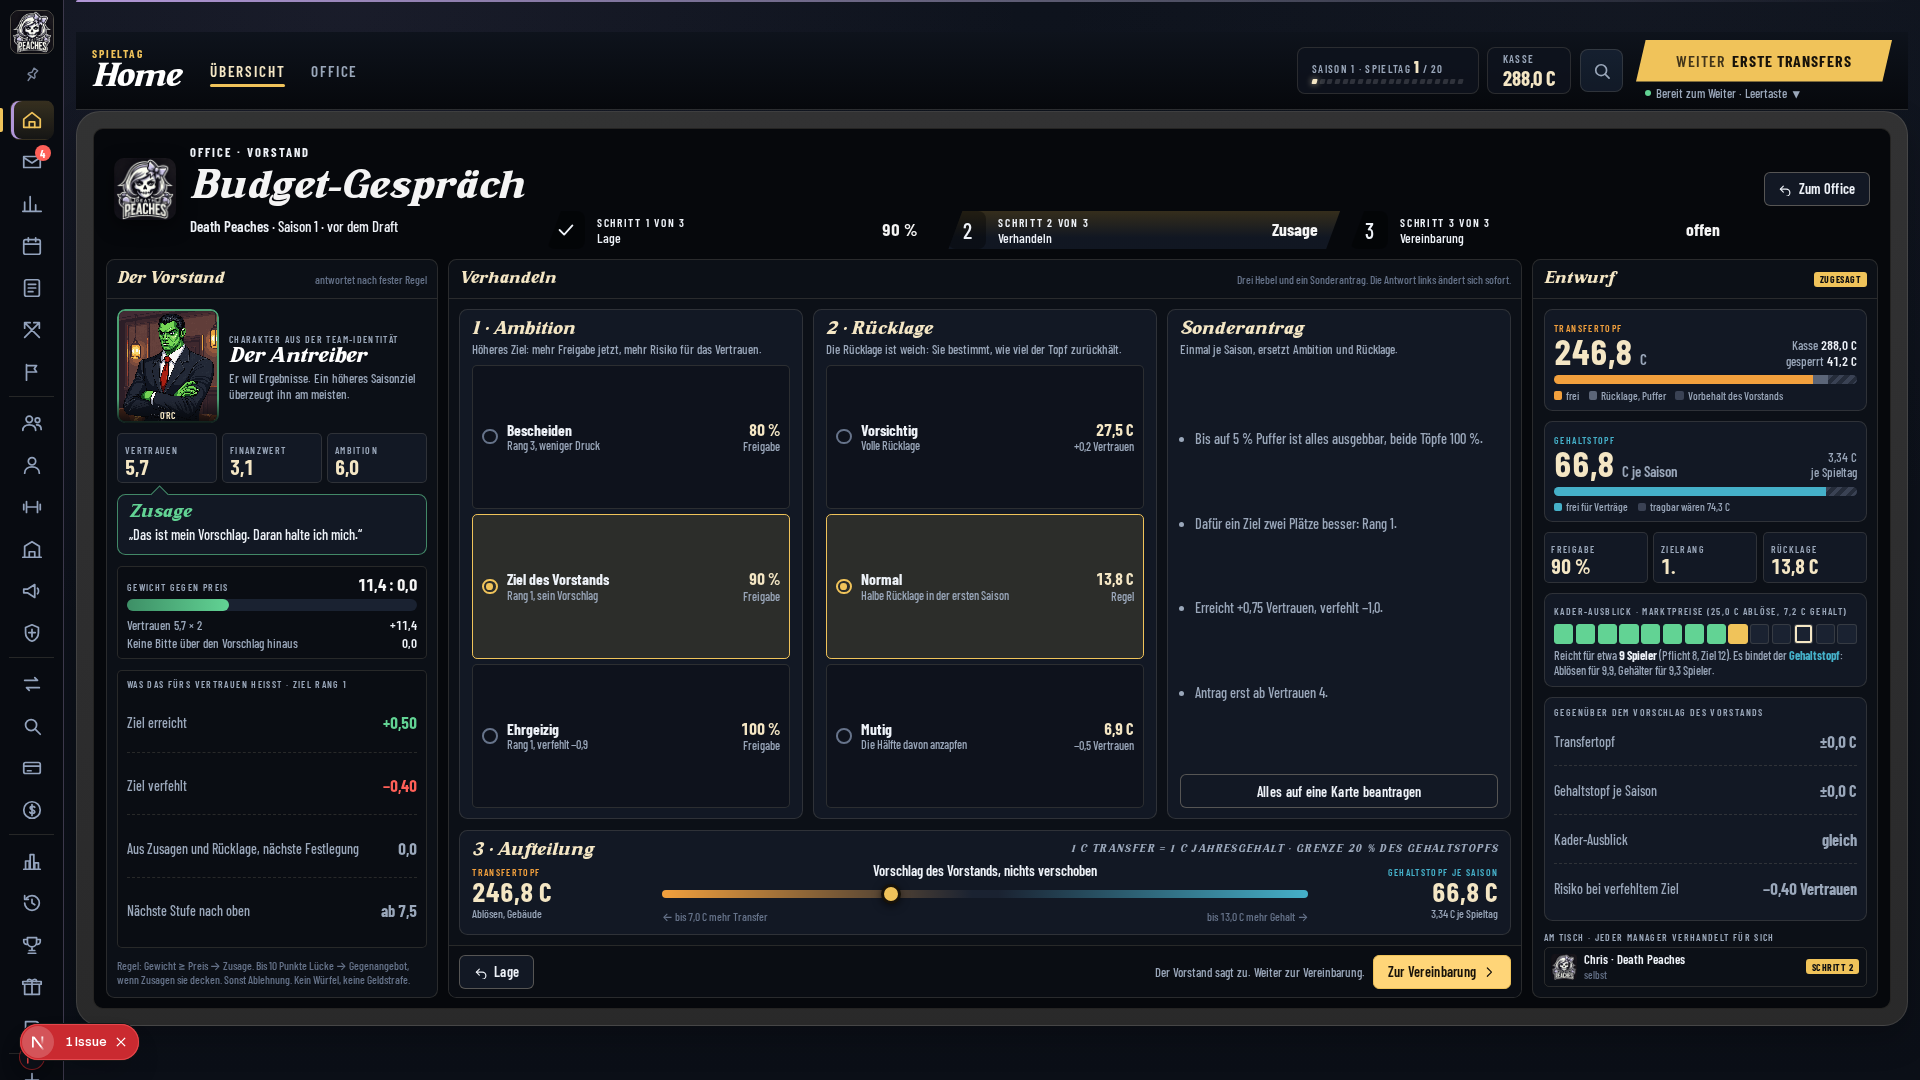 PEACHES
SPIELTAG
Home
ÜBERSICHT
OFFICE
SAISON 1 · SPIELTAG 1 / 20
KASSE
288,0 C
WEITER ERSTE TRANSFERS
Bereit zum Weiter · Leertaste ▼
4
OFFICE · VORSTAND
Budget-Gespräch
PEACHES
Death Peaches · Saison 1 · vor dem Draft
Zum Office
SCHRITT 1 VON 3
Lage
90 %
2
SCHRITT 2 VON 3
Verhandeln
Zusage
3
SCHRITT 3 VON 3
Vereinbarung
offen
Der Vorstand
antwortet nach fester Regel
ORC
CHARAKTER AUS DER TEAM-IDENTITÄT
Der Antreiber
Er will Ergebnisse. Ein höheres Saisonziel
überzeugt ihn am meisten.
VERTRAUEN
5,7
FINANZWERT
3,1
AMBITION
6,0
Zusage
„Das ist mein Vorschlag. Daran halte ich mich.“
GEWICHT GEGEN PREIS
11,4 : 0,0
Vertrauen 5,7 × 2
+11,4
Keine Bitte über den Vorschlag hinaus
0,0
WAS DAS FÜRS VERTRAUEN HEISST · ZIEL RANG 1
Ziel erreicht
+0,50
Ziel verfehlt
−0,40
Aus Zusagen und Rücklage, nächste Festlegung
0,0
Nächste Stufe nach oben
ab 7,5
Regel: Gewicht ≥ Preis → Zusage. Bis 10 Punkte Lücke → Gegenangebot,
wenn Zusagen sie decken. Sonst Ablehnung. Kein Würfel, keine Geldstrafe.
Verhandeln
Drei Hebel und ein Sonderantrag. Die Antwort links ändert sich sofort.
1 · Ambition
Höheres Ziel: mehr Freigabe jetzt, mehr Risiko für das Vertrauen.
Bescheiden
Rang 3, weniger Druck
80 %
Freigabe
Ziel des Vorstands
Rang 1, sein Vorschlag
90 %
Freigabe
Ehrgeizig
Rang 1, verfehlt −0,9
100 %
Freigabe
2 · Rücklage
Die Rücklage ist weich: Sie bestimmt, wie viel der Topf zurückhält.
Vorsichtig
Volle Rücklage
27,5 C
+0,2 Vertrauen
Normal
Halbe Rücklage in der ersten Saison
13,8 C
Regel
Mutig
Die Hälfte davon anzapfen
6,9 C
−0,5 Vertrauen
Sonderantrag
Einmal je Saison, ersetzt Ambition und Rücklage.
• Bis auf 5 % Puffer ist alles ausgebbar, beide Töpfe 100 %.
• Dafür ein Ziel zwei Plätze besser: Rang 1.
• Erreicht +0,75 Vertrauen, verfehlt −1,0.
• Antrag erst ab Vertrauen 4.
Alles auf eine Karte beantragen
3 · Aufteilung
1 C TRANSFER = 1 C JAHRESGEHALT · GRENZE 20 % DES GEHALTSTOPFS
TRANSFERTOPF
246,8 C
Ablösen, Gebäude
Vorschlag des Vorstands, nichts verschoben
← bis 7,0 C mehr Transfer
bis 13,0 C mehr Gehalt →
GEHALTSTOPF JE SAISON
66,8 C
3,34 C je Spieltag
Lage
Der Vorstand sagt zu. Weiter zur Vereinbarung.
Zur Vereinbarung
Entwurf
ZUGESAGT
TRANSFERTOPF
246,8 C
Kasse 288,0 C
gesperrt 41,2 C
frei
Rücklage, Puffer
Vorbehalt des Vorstands
GEHALTSTOPF
66,8 C je Saison
3,34 C
je Spieltag
frei für Verträge
tragbar wären 74,3 C
FREIGABE
90 %
ZIELRANG
1.
RÜCKLAGE
13,8 C
KADER-AUSBLICK · MARKTPREISE (25,0 C ABLÖSE, 7,2 C GEHALT)
Reicht für etwa 9 Spieler (Pflicht 8, Ziel 12). Es bindet der Gehaltstopf:
Ablösen für 9,9, Gehälter für 9,3 Spieler.
GEGENÜBER DEM VORSCHLAG DES VORSTANDS
Transfertopf
±0,0 C
Gehaltstopf je Saison
±0,0 C
Kader-Ausblick
gleich
Risiko bei verfehltem Ziel
−0,40 Vertrauen
AM TISCH · JEDER MANAGER VERHANDELT FÜR SICH
Chris · Death Peaches
selbst
SCHRITT 2
N
1 Issue